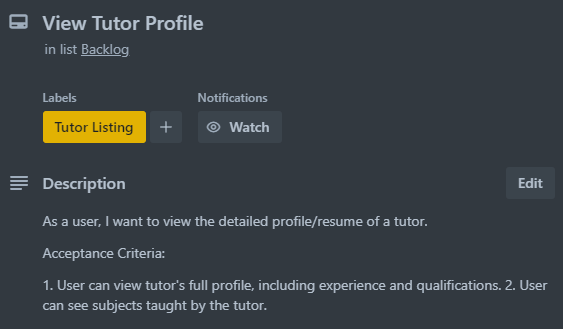 View Tutor Profile
in list Backlog
Labels
Notifications
Tutor Listing
+
Watch
Description
Edit
As a user, I want to view the detailed profile/resume of a tutor.
Acceptance Criteria:
1. User can view tutor's full profile, including experience and qualifications. 2. User
can see subjects taught by the tutor.